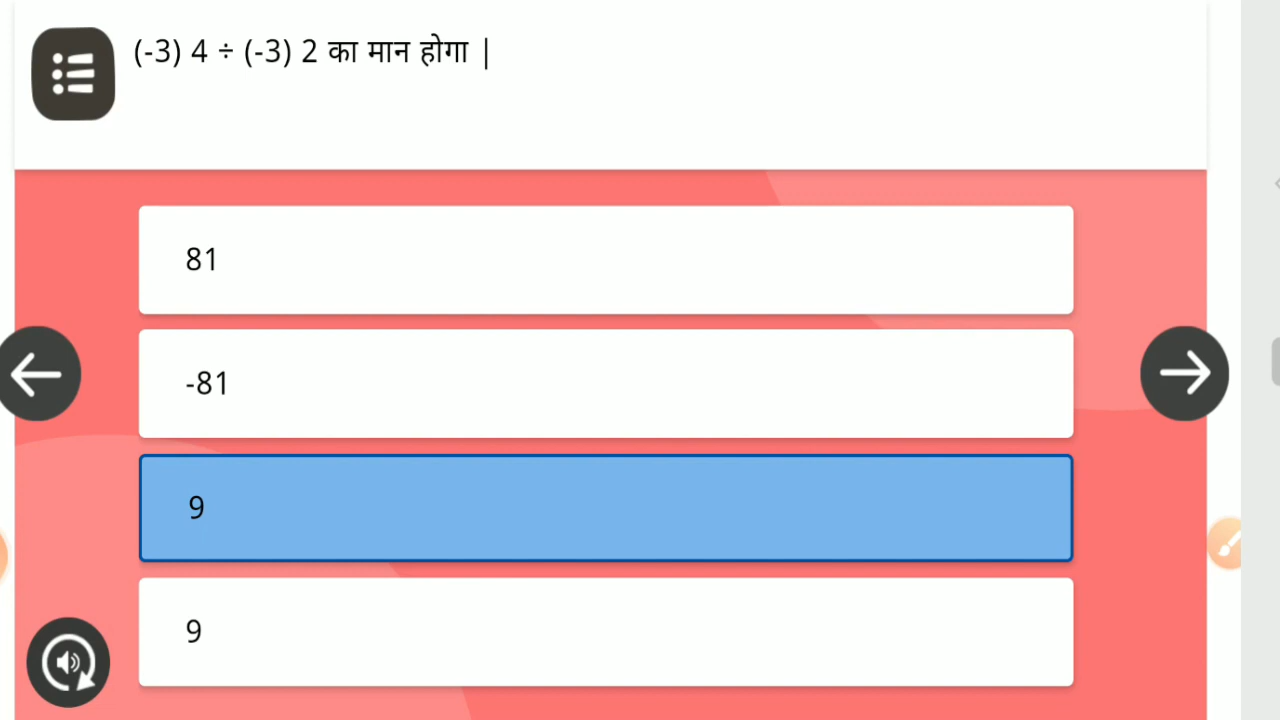 (-3) 4 ÷ (-3) 2 का मान होगा |
81
-81
9
9